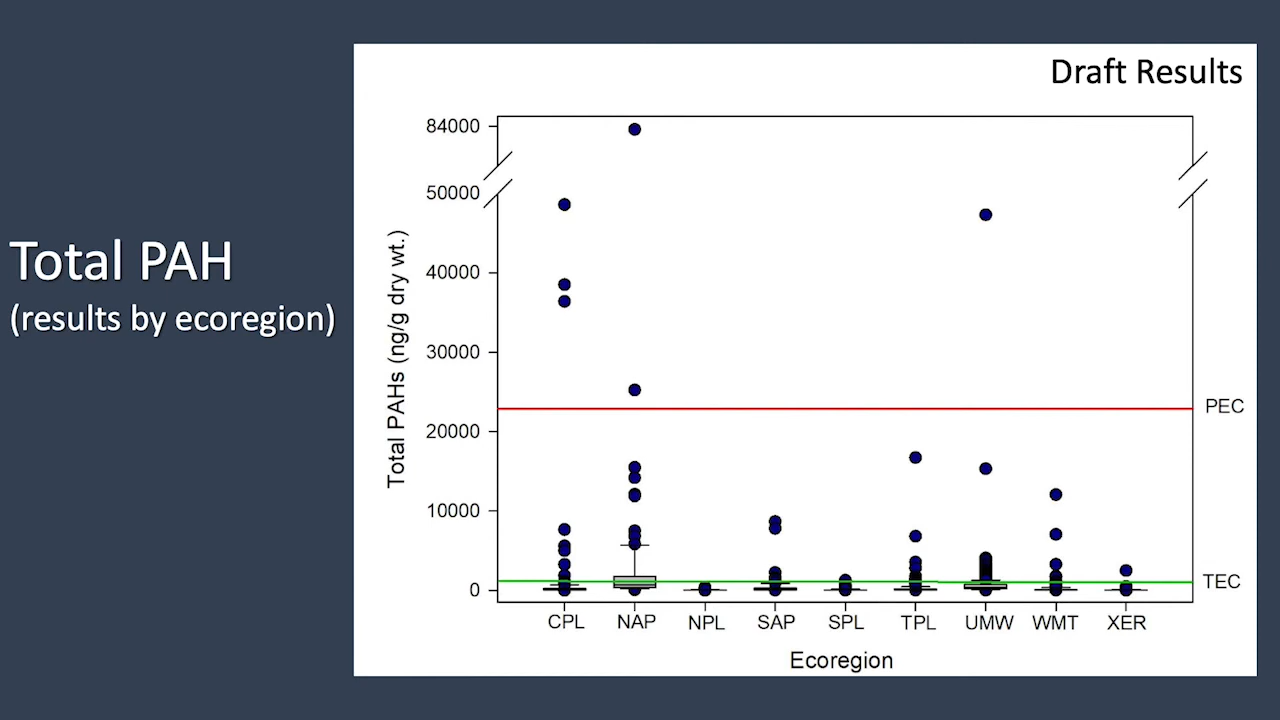 Total PAH
(results by ecoregion)
Draft Results
Total PAHs (ng/g dry wt.)
84000
50000
40000
30000
20000
10000
0
PEC
TEC
CPL NAP NPL SAP SPL TPL UMW WMT XER
Ecoregion